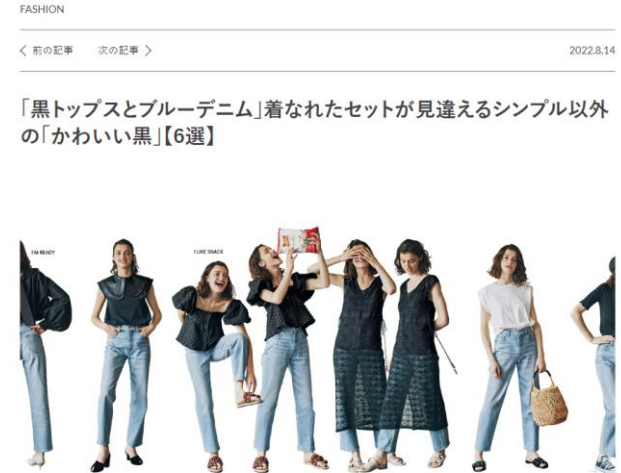 FASHION
〈 前の記事 次の記事 〉 2022.8.14
「黒トップスとブルーデニム」着なれたセットが見違えるシンプル以外
の「かわいい黒」【6選】
I'M READY
I LIKE SNACK